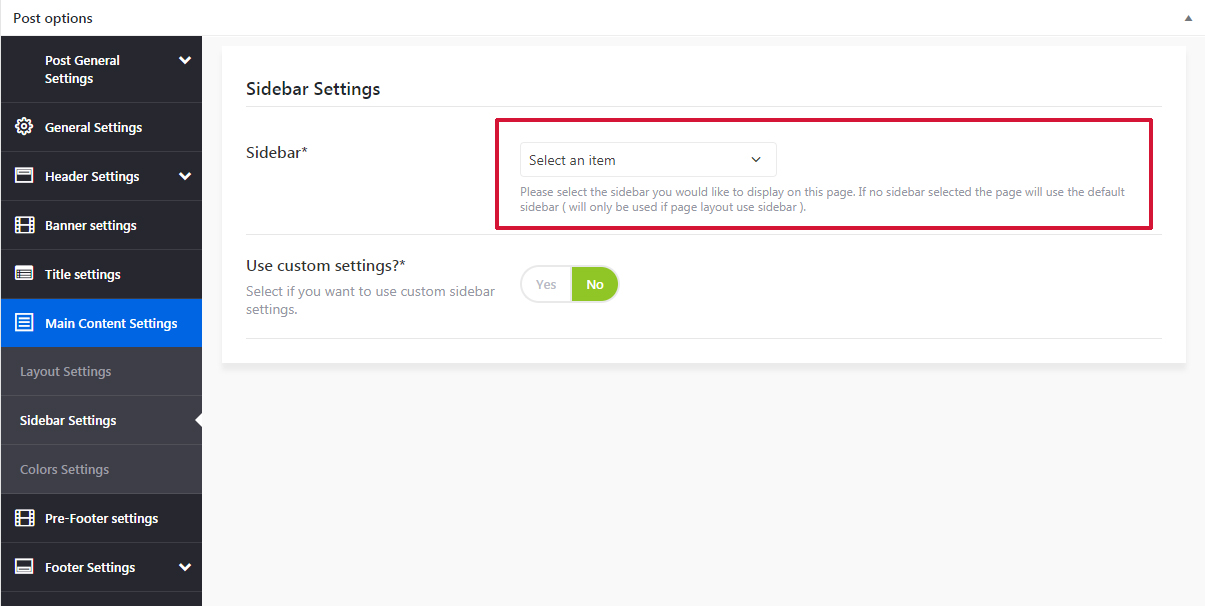 Post options
Post General
Settings
General Settings
Header Settings
Banner settings
Title settings
Main Content Settings
Layout Settings
Sidebar Settings
Colors Settings
Pre-Footer settings
Footer Settings
Sidebar Settings
Sidebar*
Select an item
Please select the sidebar you would like to display on this page. If no sidebar selected the page will use the default
sidebar ( will only be used if page layout use sidebar ).
Use custom settings?*
Select if you want to use custom sidebar
settings.
Yes
No